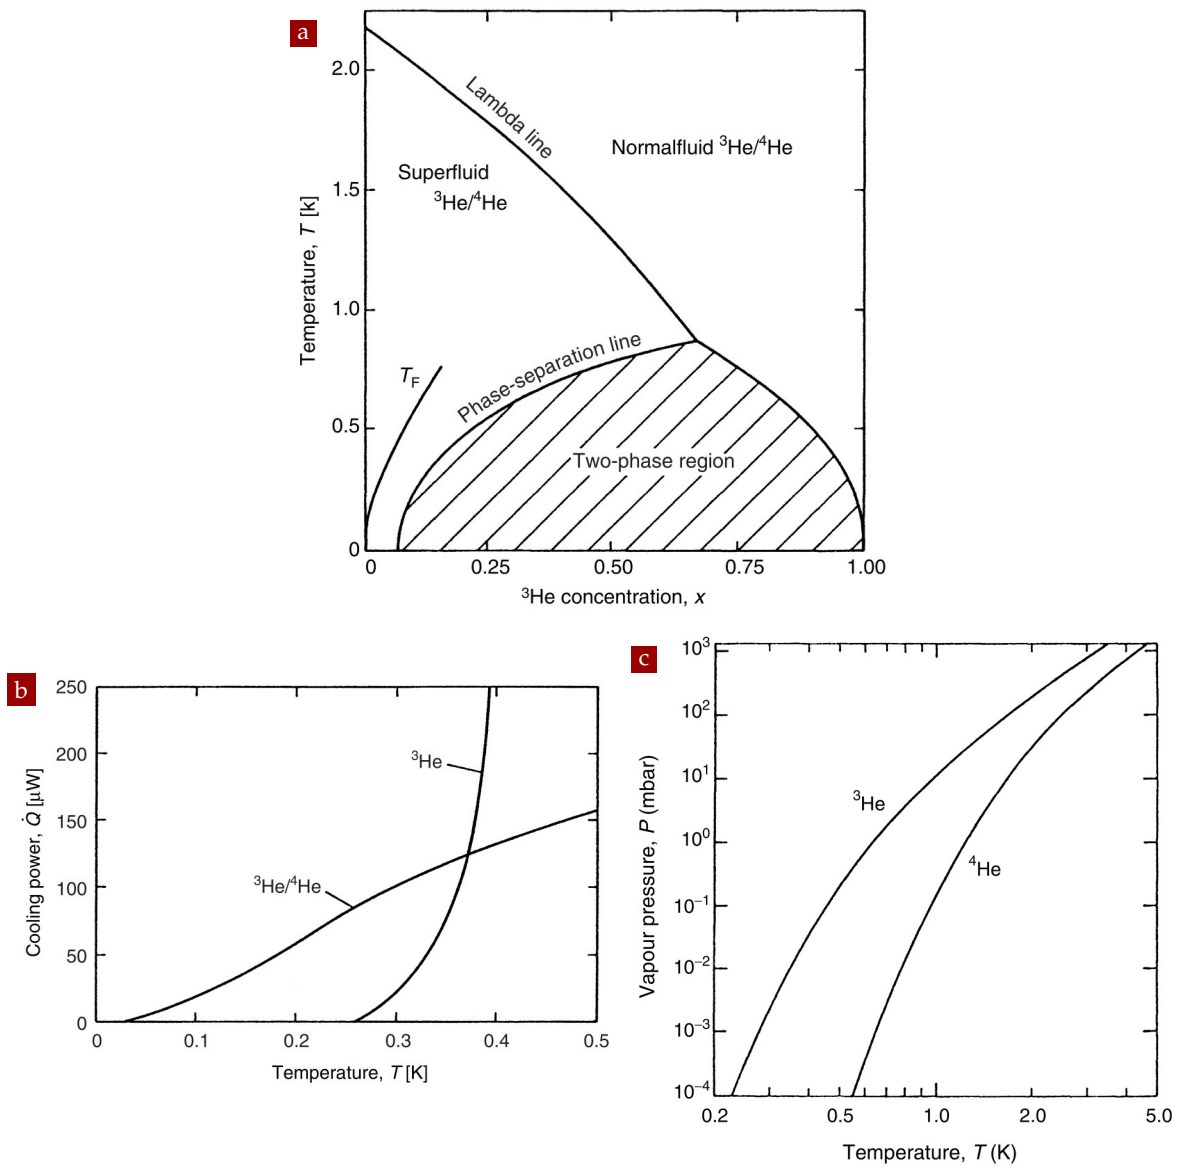 a
2.0
1.5
1.0
0.5
0
Temperature, T [k]
Lambda line
Normalfluid ³He/⁴He
Superfluid
³He/⁴He
T_F
Phase-separation line
Two-phase region
0 0.25 0.50 0.75 1.00
³He concentration, x
b
250
200
150
100
50
0
Cooling power, Q̇ [µW]
³He
³He/⁴He
0 0.1 0.2 0.3 0.4 0.5
Temperature, T [K]
c
10³
10²
10¹
10⁰
10⁻¹
10⁻²
10⁻³
10⁻⁴
Vapour pressure, P (mbar)
³He
⁴He
0.2 0.5 1.0 2.0 5.0
Temperature, T (K)